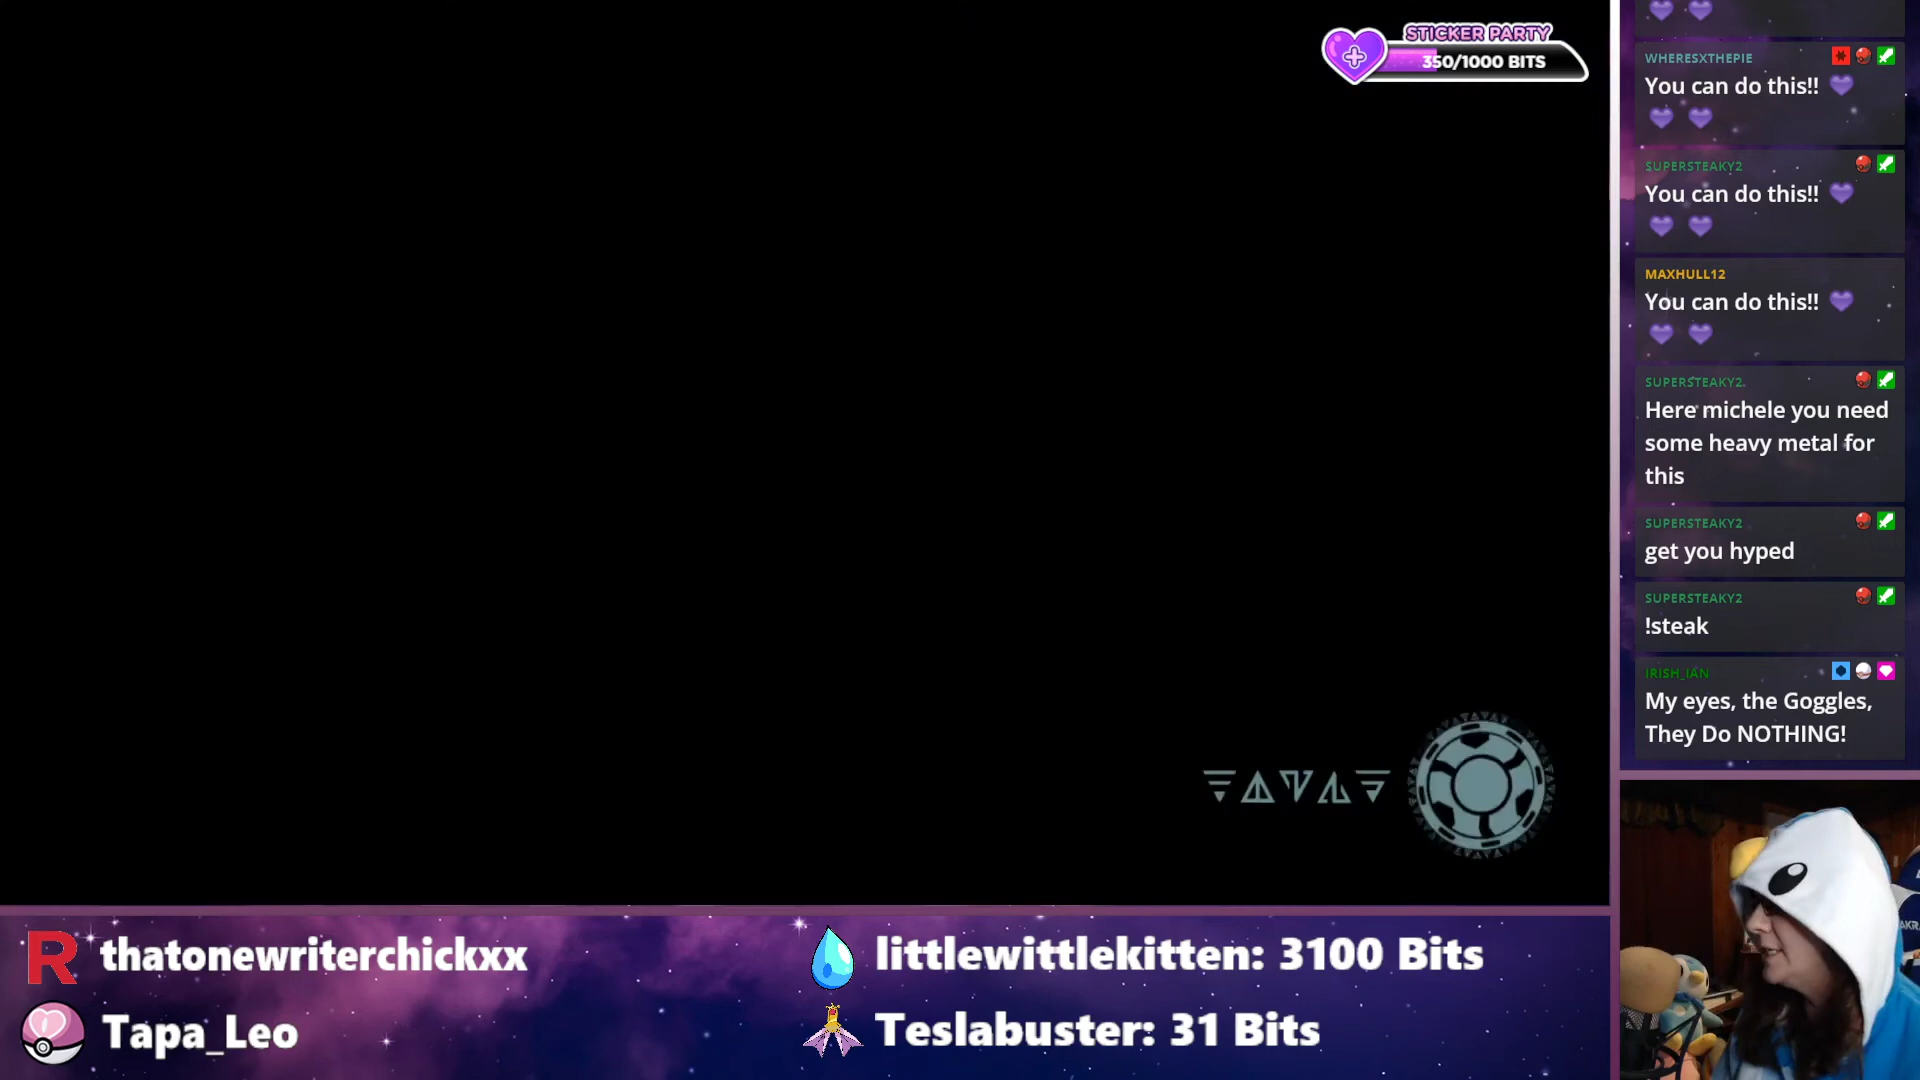 STICKER PARTY
350/1000 BITS
WHERESXTHEPIE
You can do this!! 💜
💜 💜
SUPERSTEAKY2
You can do this!! 💜
💜 💜
MAXHULL12
You can do this!! 💜
💜 💜
SUPERSTEAKY2
Here michele you need
some heavy metal for
this
SUPERSTEAKY2
get you hyped
SUPERSTEAKY2
!steak
IRISH_IAN
My eyes, the Goggles,
They Do NOTHING!
R thatonewriterchickxx
Tapa_Leo
littlewittlekitten: 3100 Bits
Teslabuster: 31 Bits